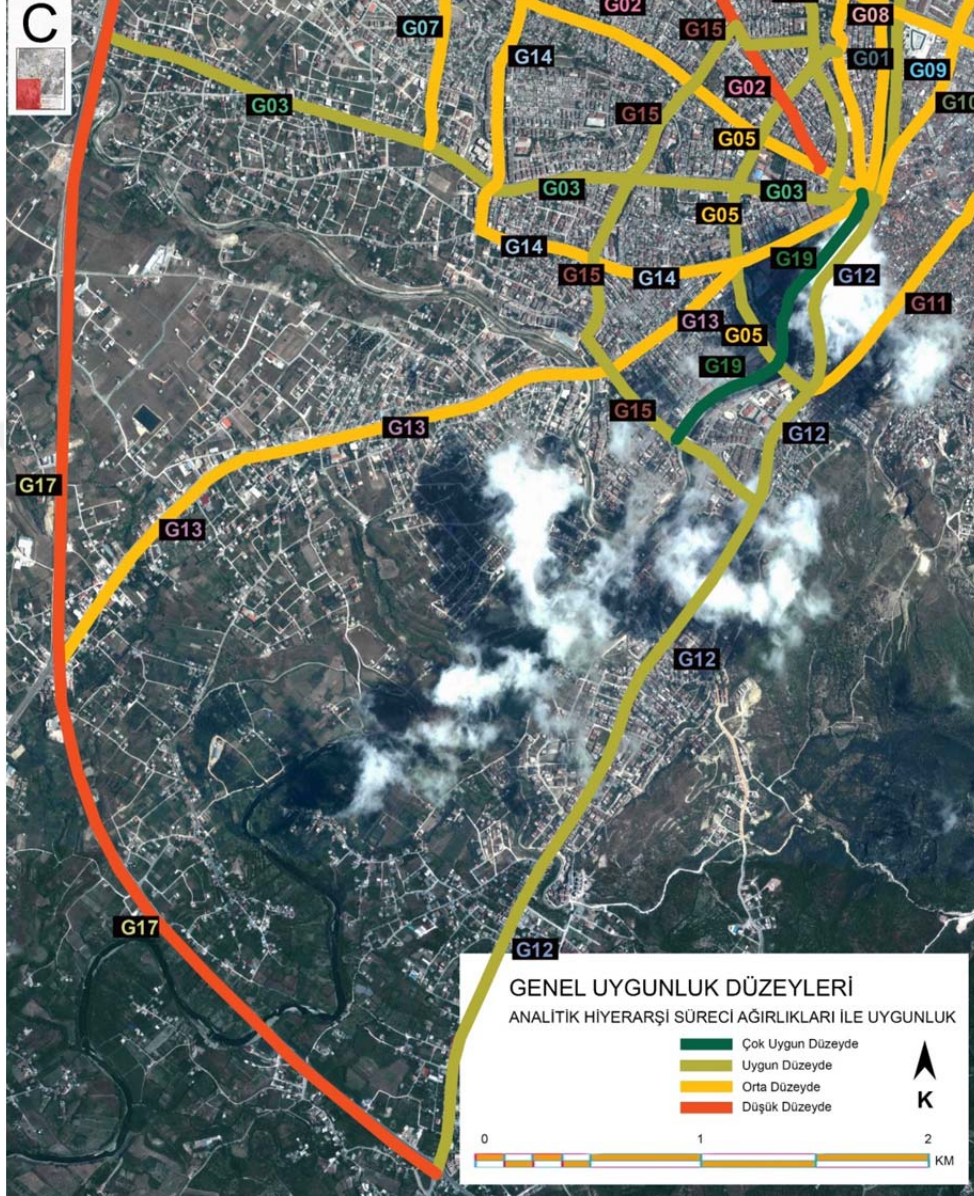 C
G02
G15
G08
G07
G14
G01
G09
G02
G10
G03
G15
G05
G03
G03
G05
G14
G19
G15
G14
G12
G11
G13
G05
G19
G15
G13
G12
G17
G13
G12
G17
G12
GENEL UYGUNLUK DÜZEYLERİ
ANALİTİK HİYERARŞİ SÜRECİ AĞIRLIKLARI İLE UYGUNLUK
Çok Uygun Düzeyde
Uygun Düzeyde
Orta Düzeyde
Düşük Düzeyde
K
0 1 2
KM